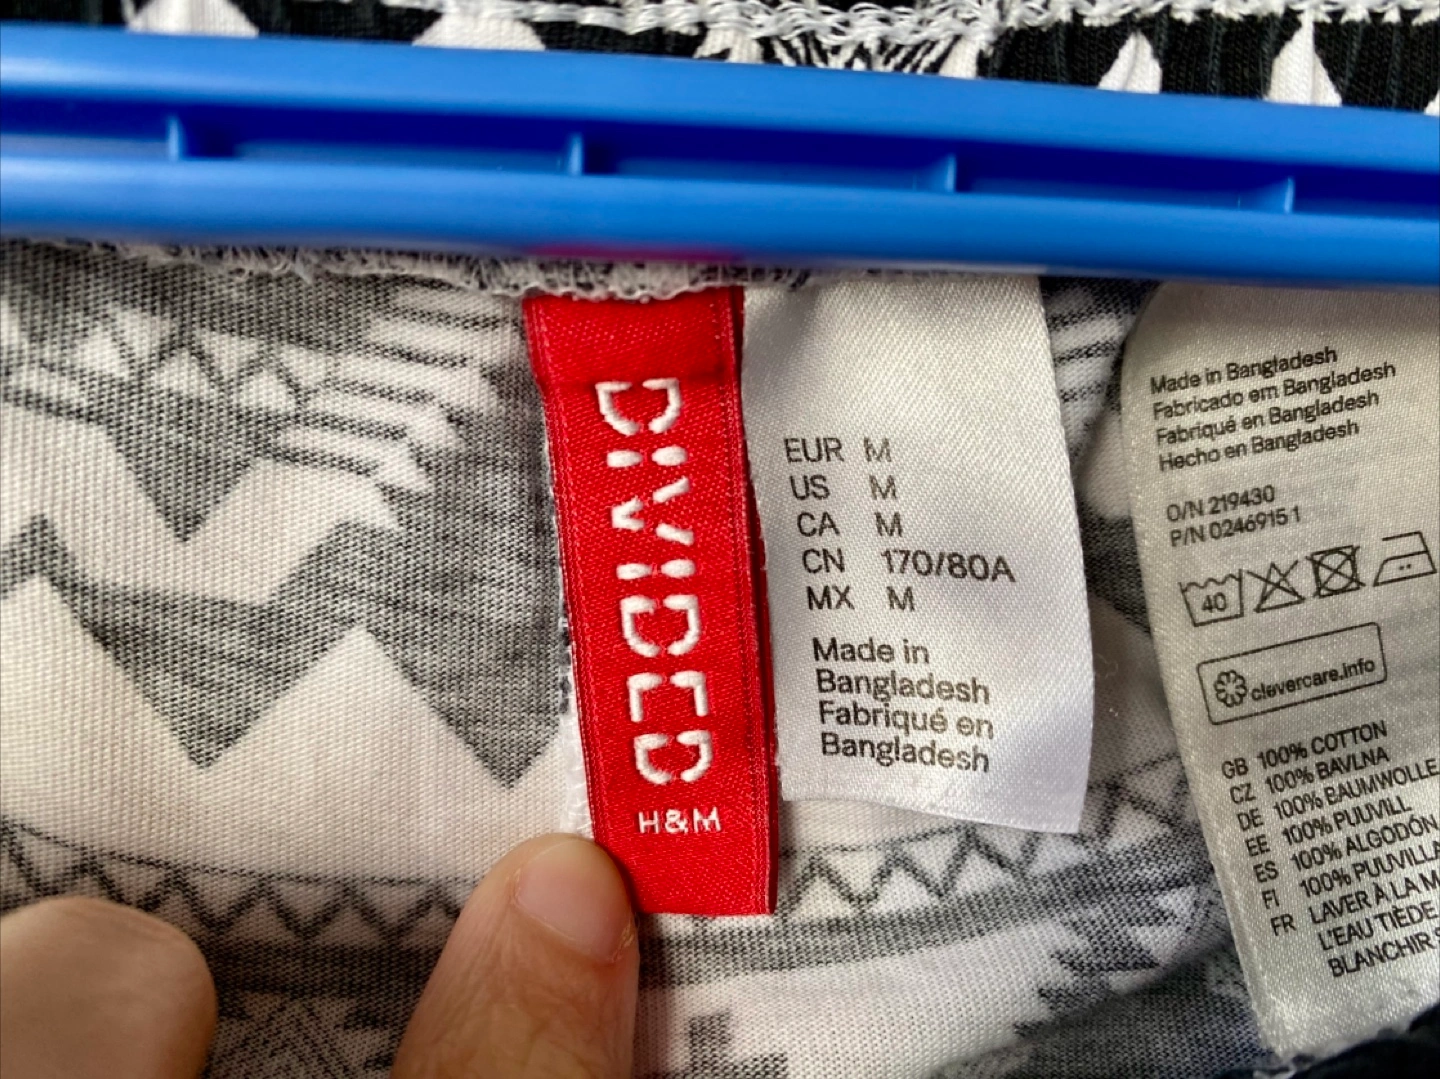 DIVIDED
H&M
EUR M
US M
CA M
CN 170/80A
MX M
Made in
Bangladesh
Fabriqué en
Bangladesh
Made in Bangladesh
Fabricado em Bangladesh
Fabriqué en Bangladesh
Hecho en Bangladesh
O/N 219430
P/N 0246915 1
40
clevercare.info
GB 100% COTTON
CZ 100% BAVLNA
DE 100% BAUMWOLLE
EE 100% PUUVILL
ES 100% ALGODÓN
FI 100% PUUVILLA
FR LAVER À LA
L'EAU TIÈDE
BLANCHIR